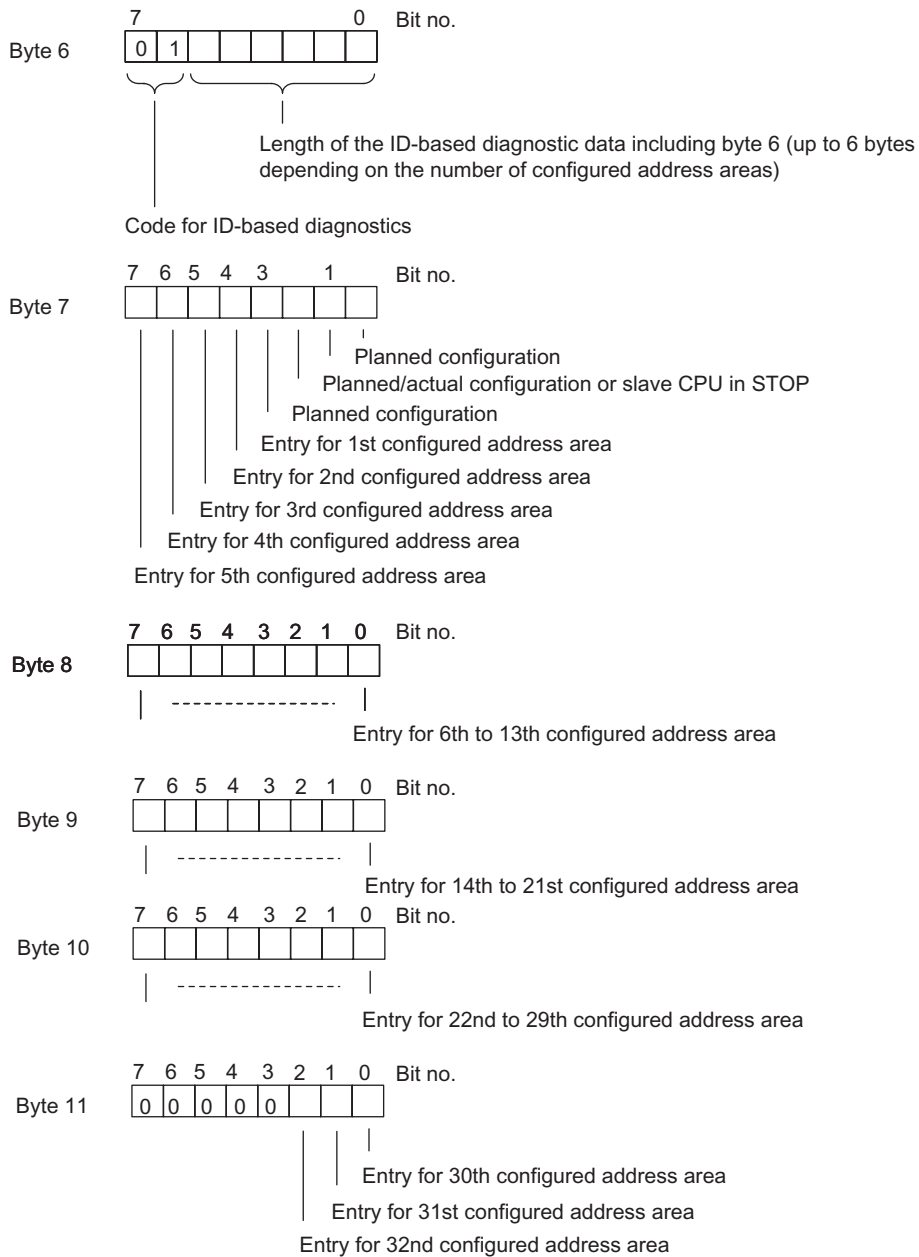 7 0 Bit no.
Byte 6
0 1
Length of the ID-based diagnostic data including byte 6 (up to 6 bytes
depending on the number of configured address areas)
Code for ID-based diagnostics
7 6 5 4 3 1 Bit no.
Byte 7
Planned configuration
Planned/actual configuration or slave CPU in STOP
Planned configuration
Entry for 1st configured address area
Entry for 2nd configured address area
Entry for 3rd configured address area
Entry for 4th configured address area
Entry for 5th configured address area
7 6 5 4 3 2 1 0 Bit no.
Byte 8
Entry for 6th to 13th configured address area
7 6 5 4 3 2 1 0 Bit no.
Byte 9
Entry for 14th to 21st configured address area
7 6 5 4 3 2 1 0 Bit no.
Byte 10
Entry for 22nd to 29th configured address area
7 6 5 4 3 2 1 0 Bit no.
Byte 11
0 0 0 0 0
Entry for 30th configured address area
Entry for 31st configured address area
Entry for 32nd configured address area